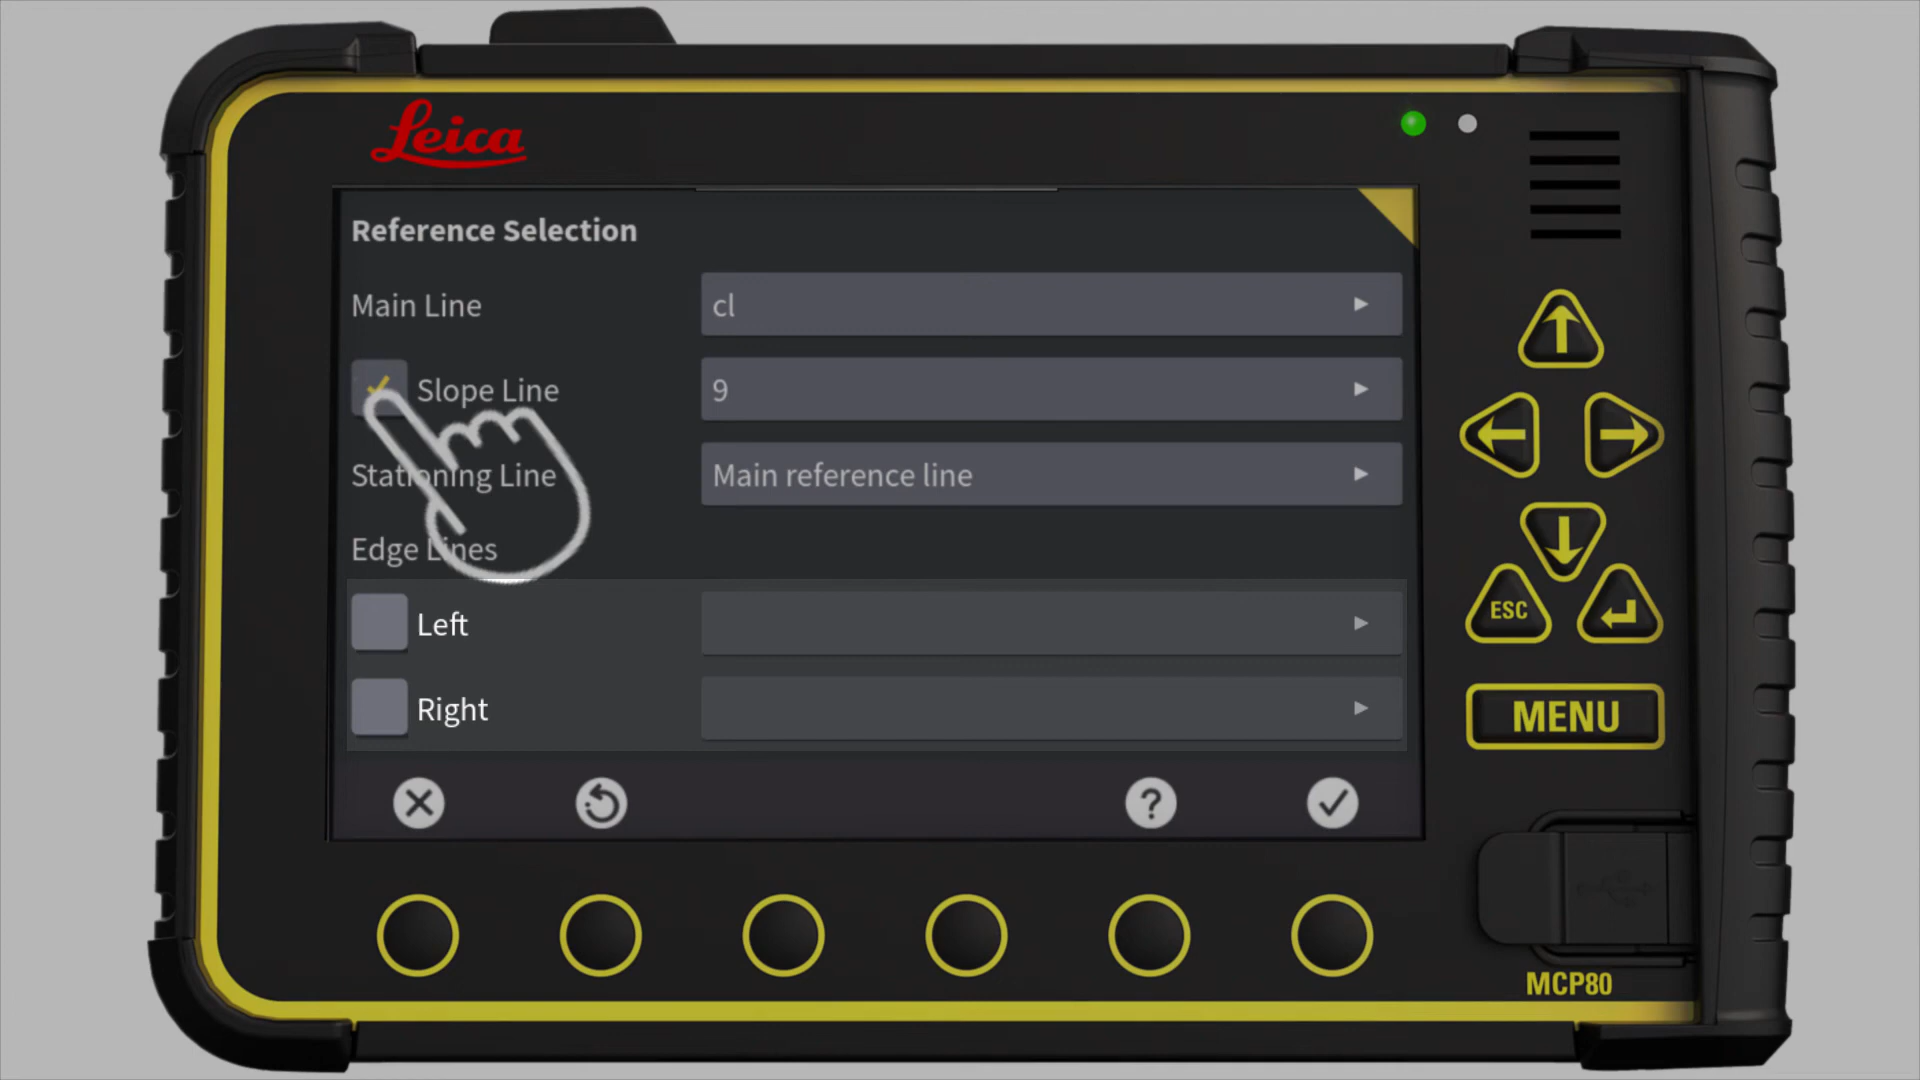 Leica
Reference Selection
Main Line
cl
Slope Line
9
Stationing Line
Main reference line
Edge Lines
Left
Right
ESC
MENU
MCP80